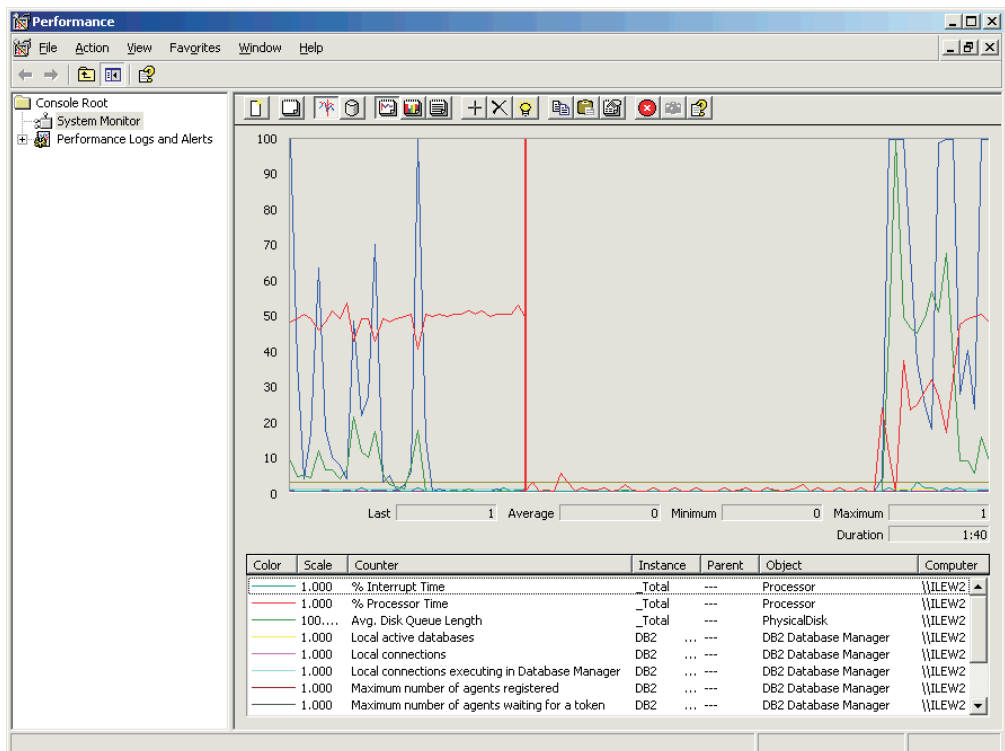 Performance
File Action View Favorites Window Help
Console Root
System Monitor
Performance Logs and Alerts
100
90
80
70
60
50
40
30
20
10
0
Last 1 Average 0 Minimum 0 Maximum 1
Duration 1:40
Color Scale Counter Instance Parent Object Computer
1.000 % Interrupt Time _Total --- Processor \\ILEW2
1.000 % Processor Time _Total --- Processor \\ILEW2
100.... Avg. Disk Queue Length _Total --- PhysicalDisk \\ILEW2
1.000 Local active databases DB2 ... --- DB2 Database Manager \\ILEW2
1.000 Local connections DB2 ... --- DB2 Database Manager \\ILEW2
1.000 Local connections executing in Database Manager DB2 ... --- DB2 Database Manager \\ILEW2
1.000 Maximum number of agents registered DB2 ... --- DB2 Database Manager \\ILEW2
1.000 Maximum number of agents waiting for a token DB2 ... --- DB2 Database Manager \\ILEW2